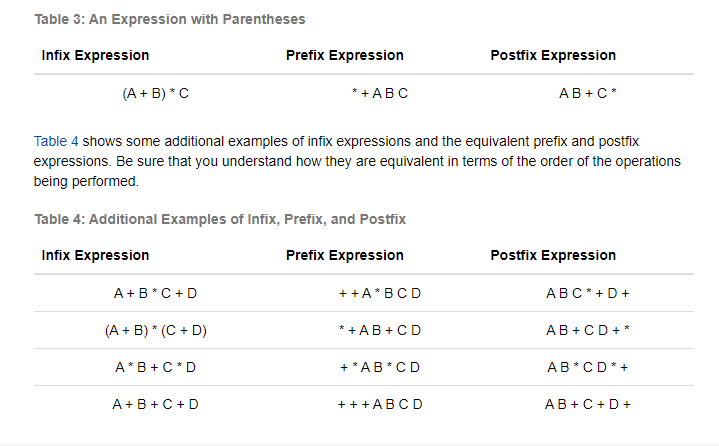 Table 3: An Expression with Parentheses
Infix Expression Prefix Expression Postfix Expression
(A + B) * C * + A B C A B + C *
Table 4 shows some additional examples of infix expressions and the equivalent prefix and postfix
expressions. Be sure that you understand how they are equivalent in terms of the order of the operations
being performed.
Table 4: Additional Examples of Infix, Prefix, and Postfix
Infix Expression Prefix Expression Postfix Expression
A + B * C + D + + A * B C D A B C * + D +
(A + B) * (C + D) * + A B + C D A B + C D + *
A * B + C * D + * A B * C D A B * C D * +
A + B + C + D + + + A B C D A B + C + D +